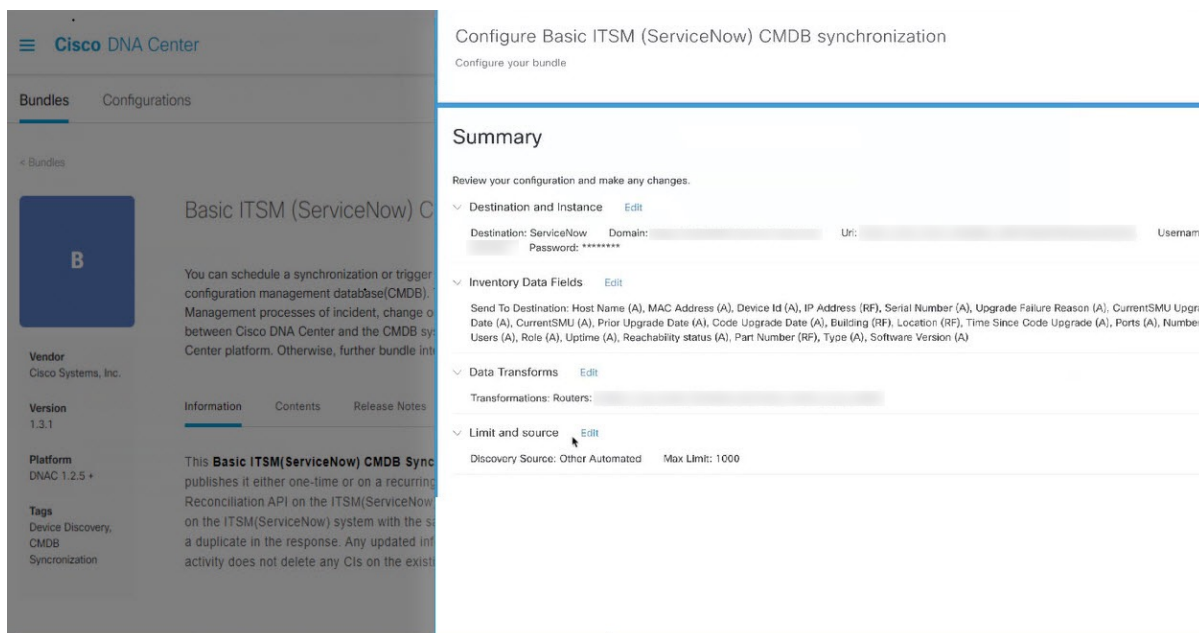 Cisco DNA Center
Bundles Configurations
< Bundles
B
Basic ITSM (ServiceNow) C
You can schedule a synchronization or trigger
configuration management database(CMDB).
Management processes of incident, change o
between Cisco DNA Center and the CMDB sy
Center platform. Otherwise, further bundle inte
Vendor
Cisco Systems, Inc.
Version
1.3.1
Platform
DNAC 1.2.5 +
Tags
Device Discovery,
CMDB
Syncronization
Information Contents Release Notes
This Basic ITSM(ServiceNow) CMDB Sync
publishes it either one-time or on a recurring
Reconciliation API on the ITSM(ServiceNow
on the ITSM(ServiceNow) system with the sa
a duplicate in the response. Any updated inf
activity does not delete any CIs on the existi
Configure Basic ITSM (ServiceNow) CMDB synchronization
Configure your bundle
Summary
Review your configuration and make any changes.
Destination and Instance Edit
Destination: ServiceNow Domain: Url: Usernam
Password: ********
Inventory Data Fields Edit
Send To Destination: Host Name (A), MAC Address (A), Device Id (A), IP Address (RF), Serial Number (A), Upgrade Failure Reason (A), CurrentSMU Upgra
Date (A), CurrentSMU (A), Prior Upgrade Date (A), Code Upgrade Date (A), Building (RF), Location (RF), Time Since Code Upgrade (A), Ports (A), Number
Users (A), Role (A), Uptime (A), Reachability status (A), Part Number (RF), Type (A), Software Version (A)
Data Transforms Edit
Transformations: Routers:
Limit and source Edit
Discovery Source: Other Automated Max Limit: 1000